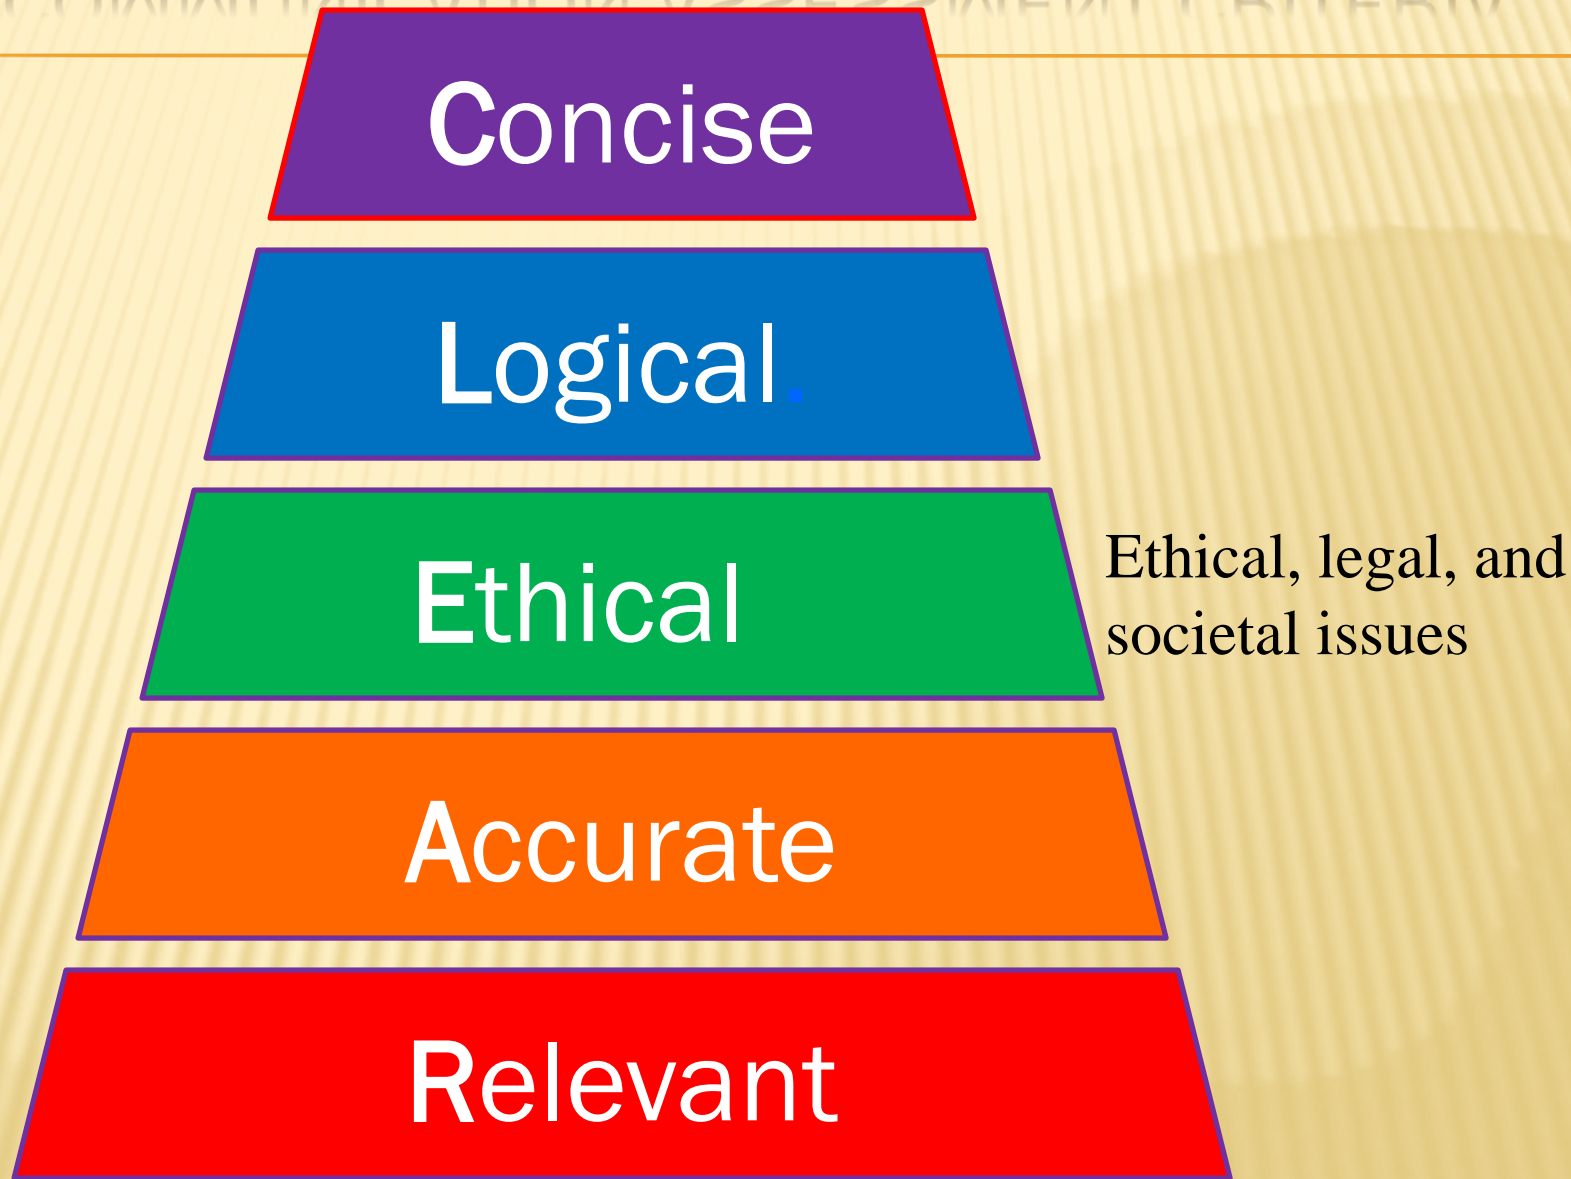 Concise
Logical.
Ethical
Ethical, legal, and
societal issues
Accurate
Relevant